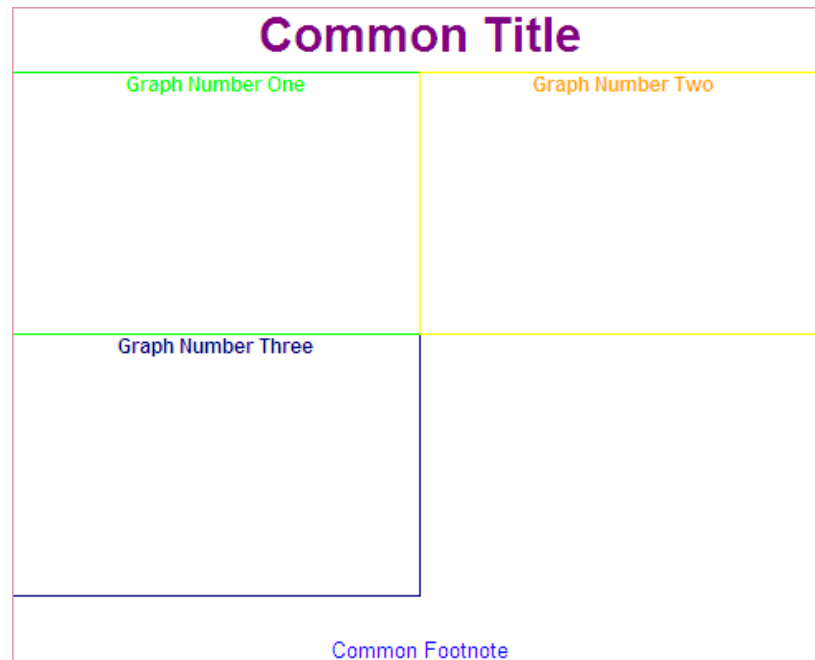 Common Title
Graph Number One
Graph Number Two
Graph Number Three
Common Footnote